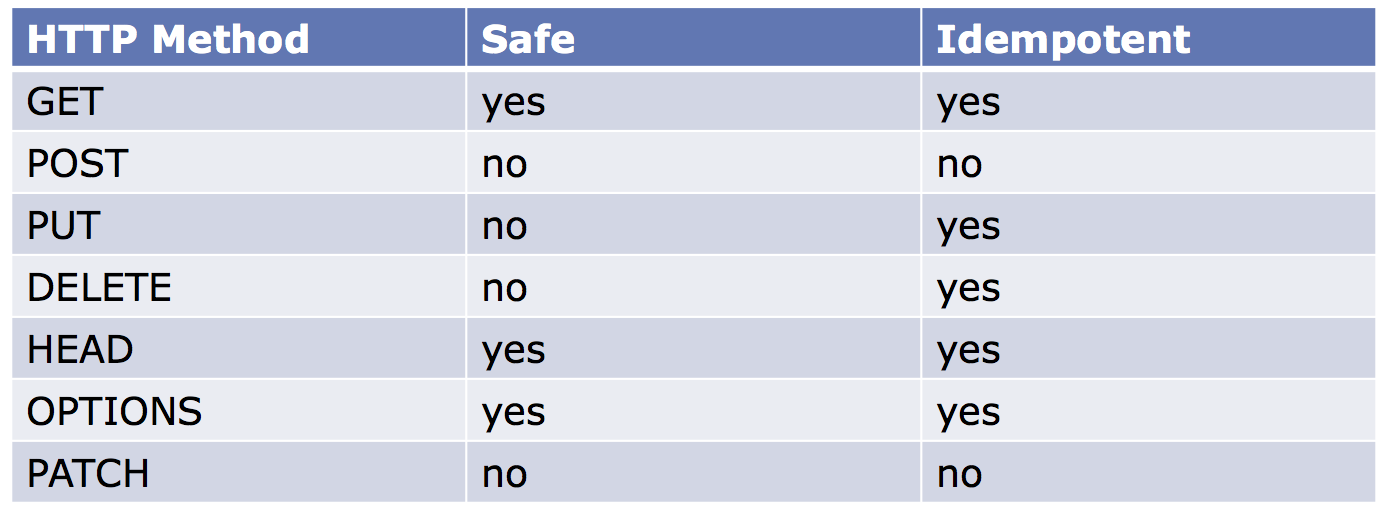 HTTP Method Safe Idempotent
GET yes yes
POST no no
PUT no yes
DELETE no yes
HEAD yes yes
OPTIONS yes yes
PATCH no no